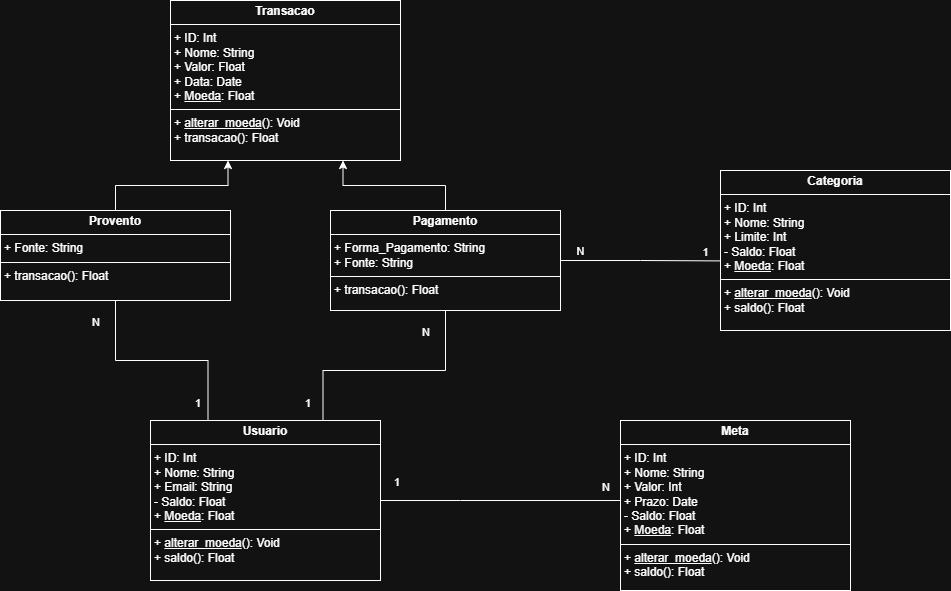 Transacao
+ ID: Int
+ Nome: String
+ Valor: Float
+ Data: Date
+ Moeda: Float
+ alterar_moeda(): Void
+ transacao(): Float
Provento
+ Fonte: String
+ transacao(): Float
Pagamento
+ Forma_Pagamento: String
+ Fonte: String
+ transacao(): Float
N
1
Categoria
+ ID: Int
+ Nome: String
+ Limite: Int
- Saldo: Float
+ Moeda: Float
+ alterar_moeda(): Void
+ saldo(): Float
N
N
1
1
Usuario
+ ID: Int
+ Nome: String
+ Email: String
- Saldo: Float
+ Moeda: Float
+ alterar_moeda(): Void
+ saldo(): Float
1
N
Meta
+ ID: Int
+ Nome: String
+ Valor: Int
+ Prazo: Date
- Saldo: Float
+ Moeda: Float
+ alterar_moeda(): Void
+ saldo(): Float